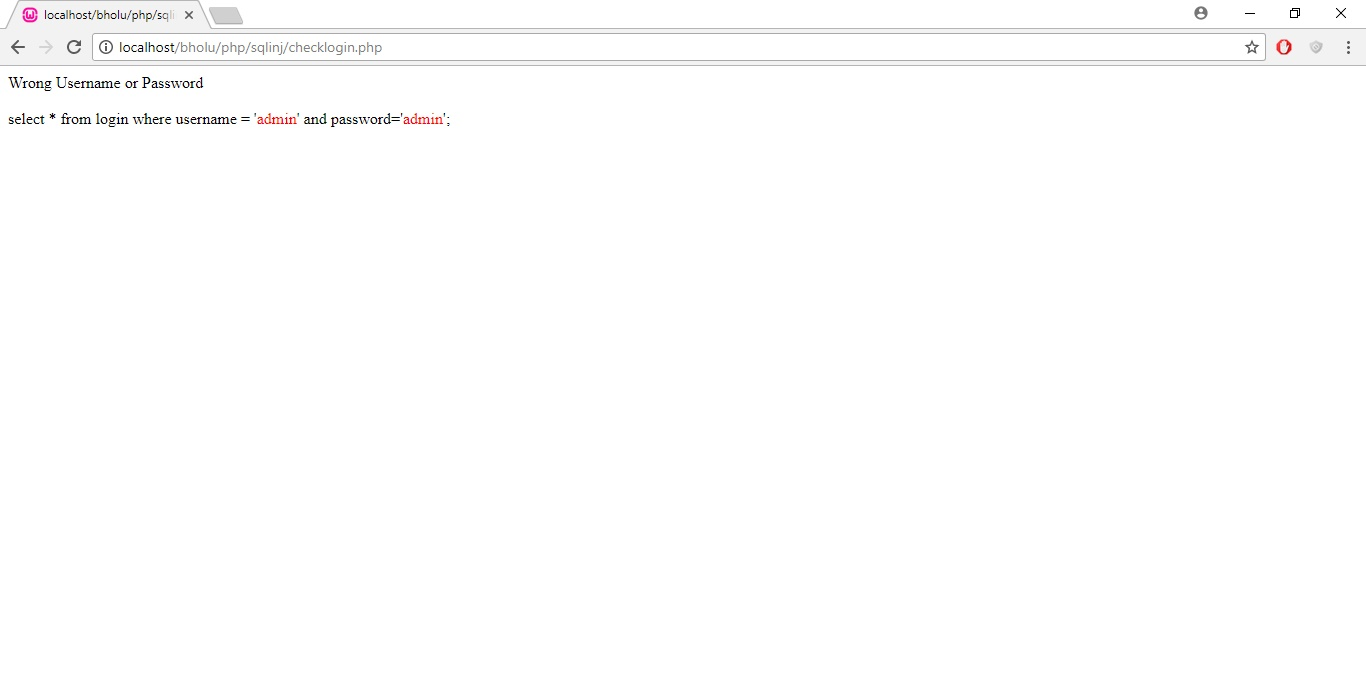 localhost/bholu/php/sqli
localhost/bholu/php/sqlinj/checklogin.php
Wrong Username or Password
select * from login where username = 'admin' and password='admin';